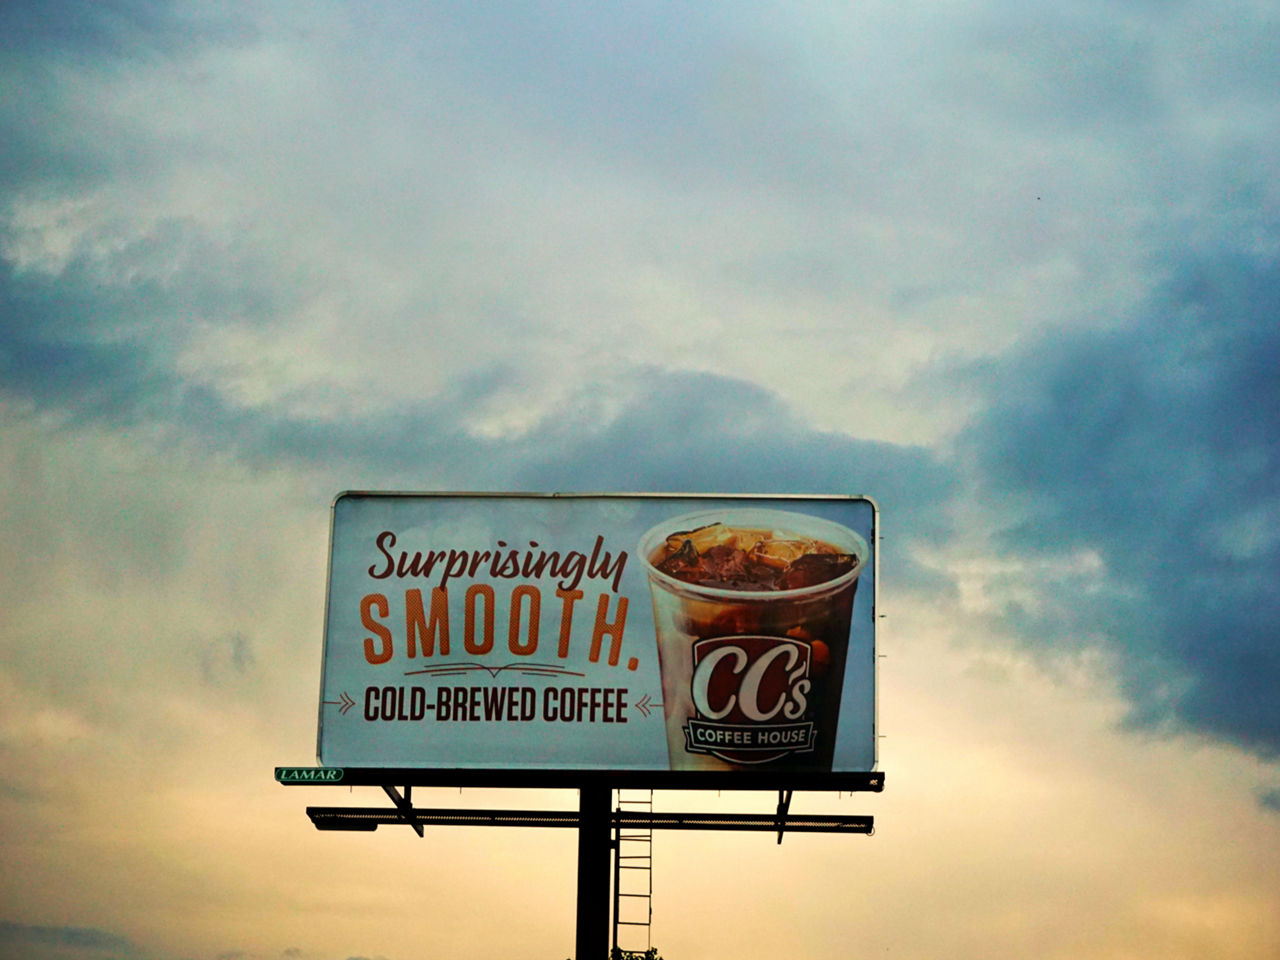 Surprisingly
SMOOTH.
COLD-BREWED COFFEE
CC's
COFFEE HOUSE
LAMAR